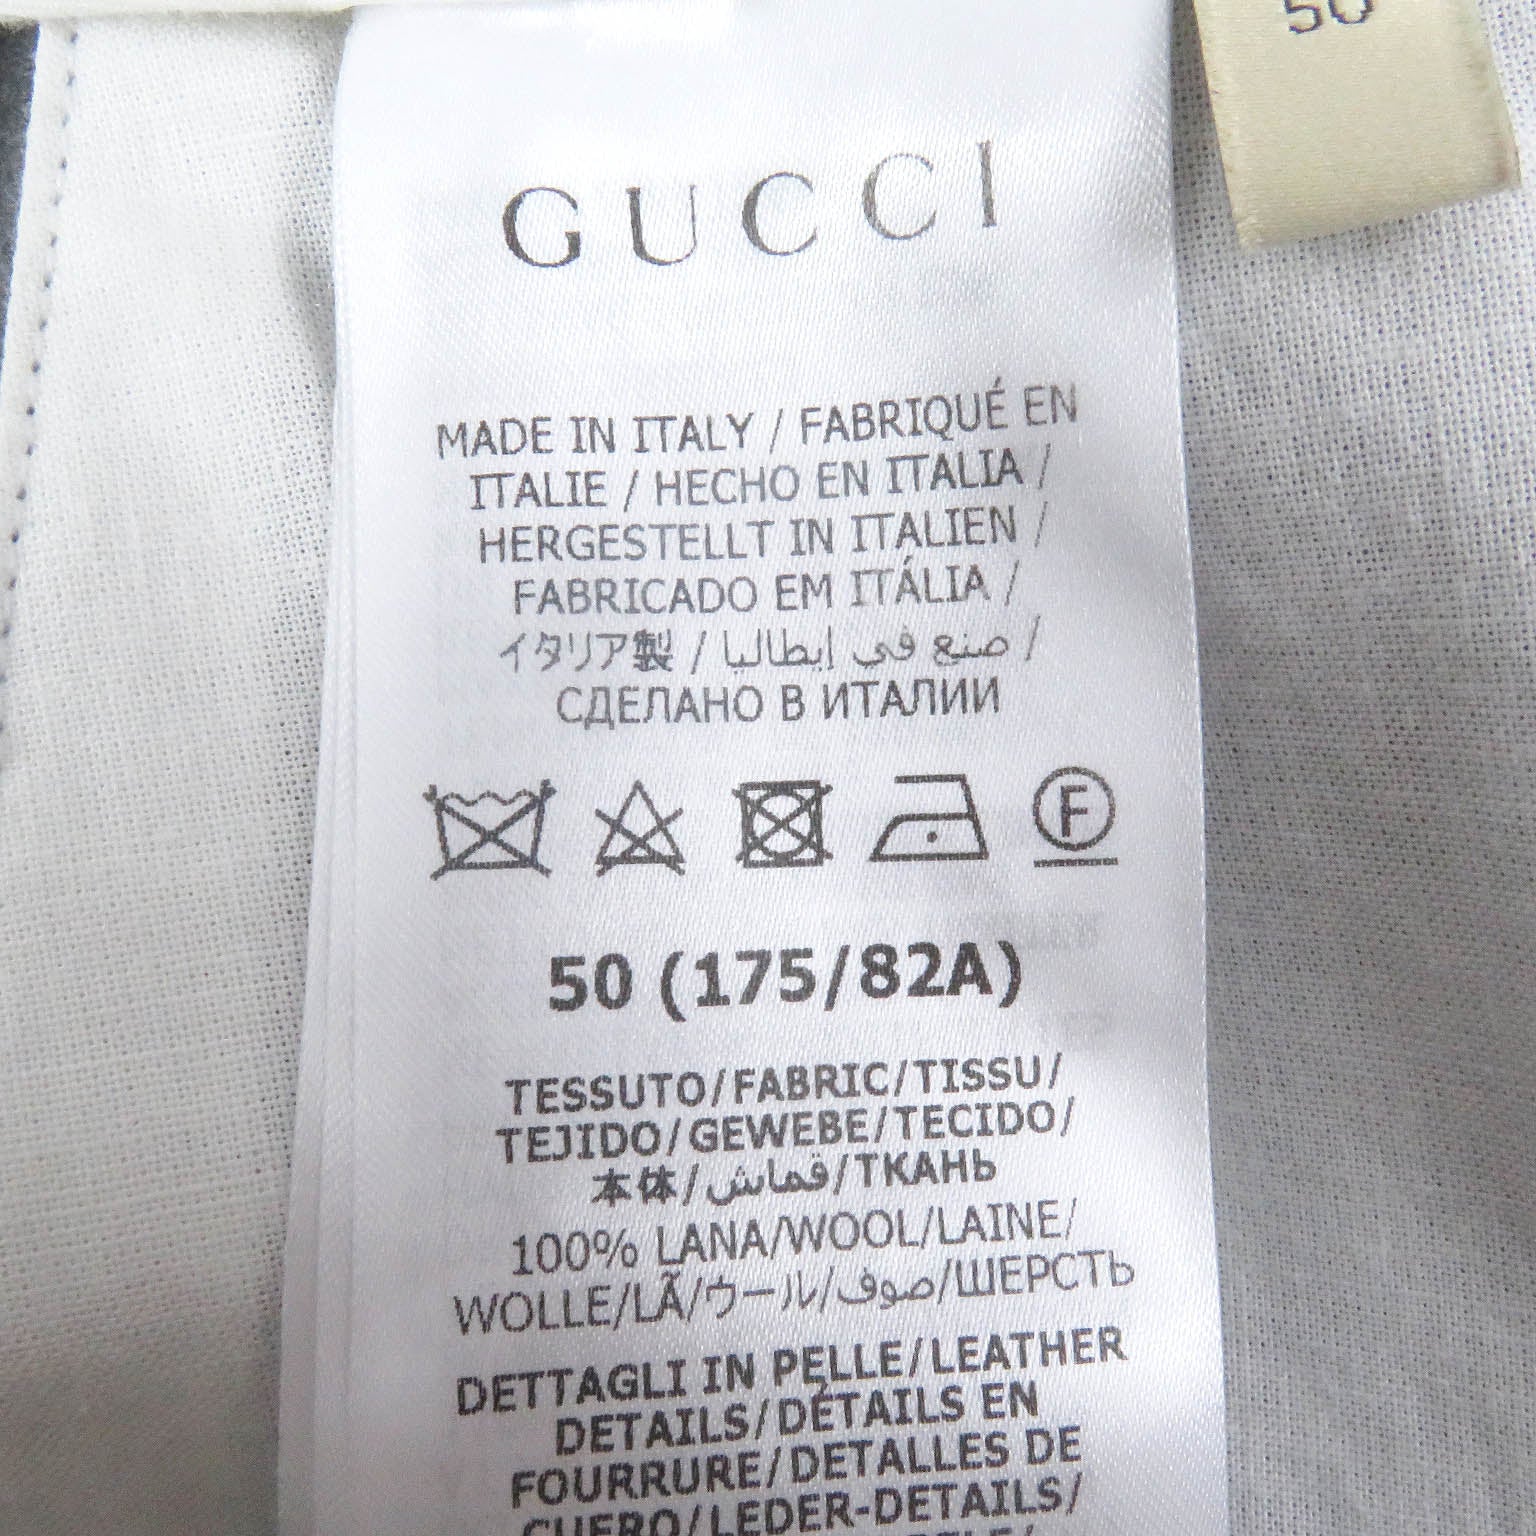 50
GUCCI
MADE IN ITALY / FABRIQUÉ EN
ITALIE / HECHO EN ITALIA /
HERGESTELLT IN ITALIEN /
FABRICADO EM ITÁLIA /
イタリア製 / صنع في إيطاليا /
СДЕЛАНО В ИТАЛИИ
F
50 (175/82A)
TESSUTO/FABRIC/TISSU/
TEJIDO/GEWEBE/TECIDO/
本体/قماش/ТКАНЬ
100% LANA/WOOL/LAINE/
WOLLE/LÃ/ウール/صوف/ШЕРСТЬ
DETTAGLI IN PELLE/LEATHER
DETAILS/DÉTAILS EN
FOURRURE/DETALLES DE
CUERO/LEDER-DETAILS/